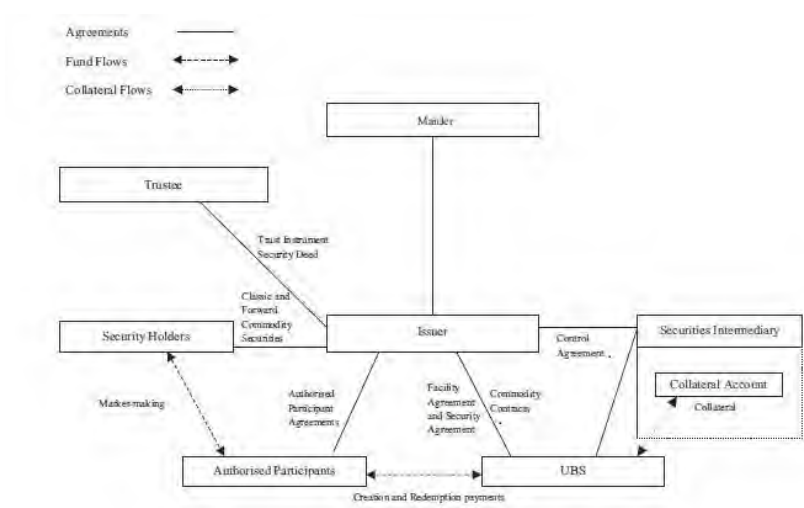 Agreements
Fund Flows
Collateral Flows
Manler
Trustee
Trust Instrument
Security Deed
Classic and
Forward
Commodity
Securities
Security Holders
Issuer
Securities Intermediary
Control
Agreement
Collateral Account
Collateral
Market-making
Authorised
Participant
Agreements
Facility
Agreement
and Security
Agreement
Commodity
Contracts
Authorised Participants
UBS
Creation and Redemption payments